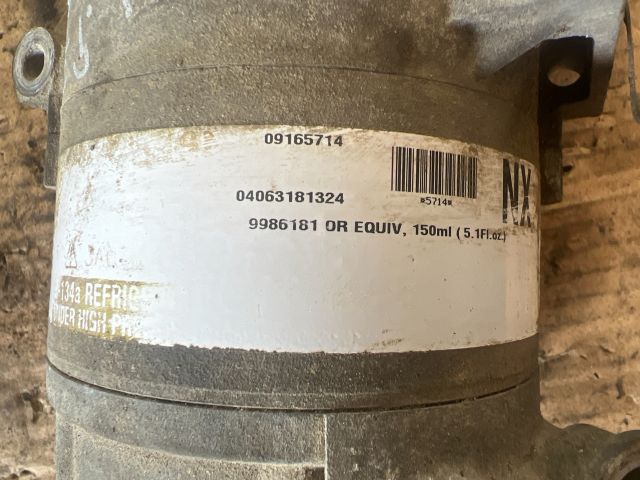 09165714
NX
*5714*
04063181324
9986181 OR EQUIV, 150ml ( 5.1Fl.oz.)
134a REFRIG
UNDER HIGH PR